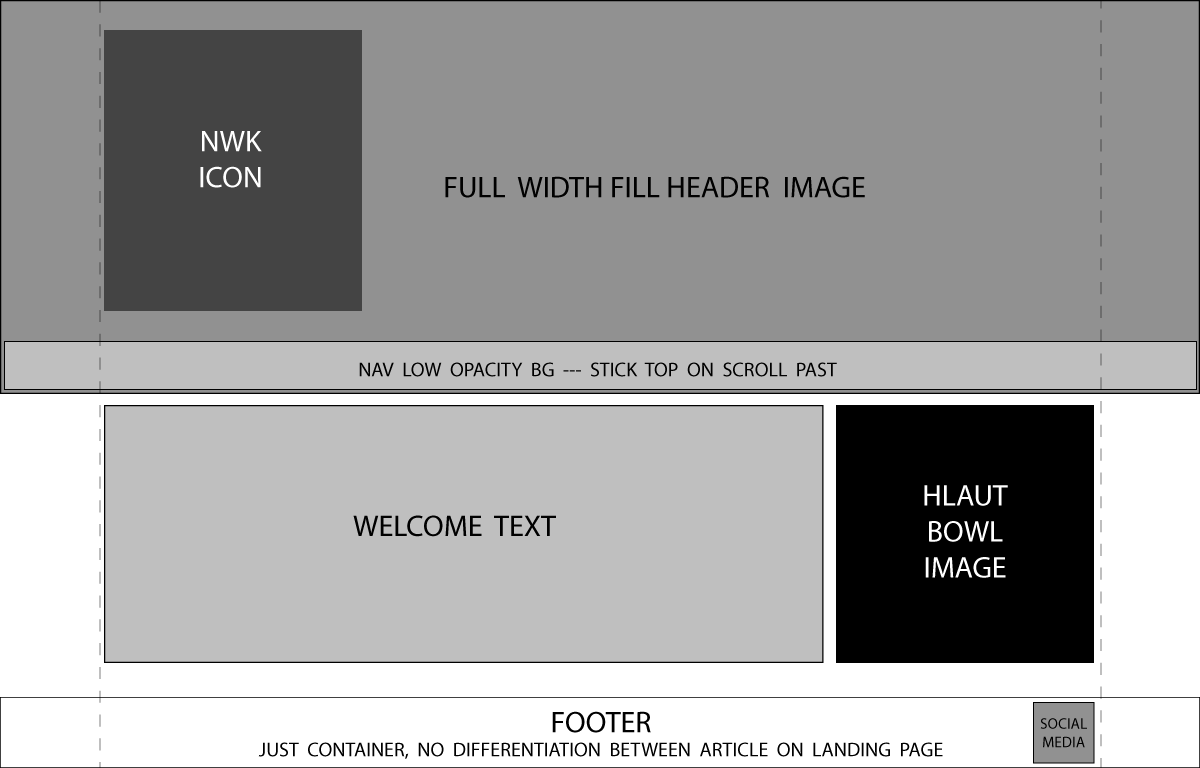 NWK
ICON
FULL WIDTH FILL HEADER IMAGE
NAV LOW OPACITY BG --- STICK TOP ON SCROLL PAST
WELCOME TEXT
HLAUT
BOWL
IMAGE
FOOTER
JUST CONTAINER, NO DIFFERENTIATION BETWEEN ARTICLE ON LANDING PAGE
SOCIAL
MEDIA